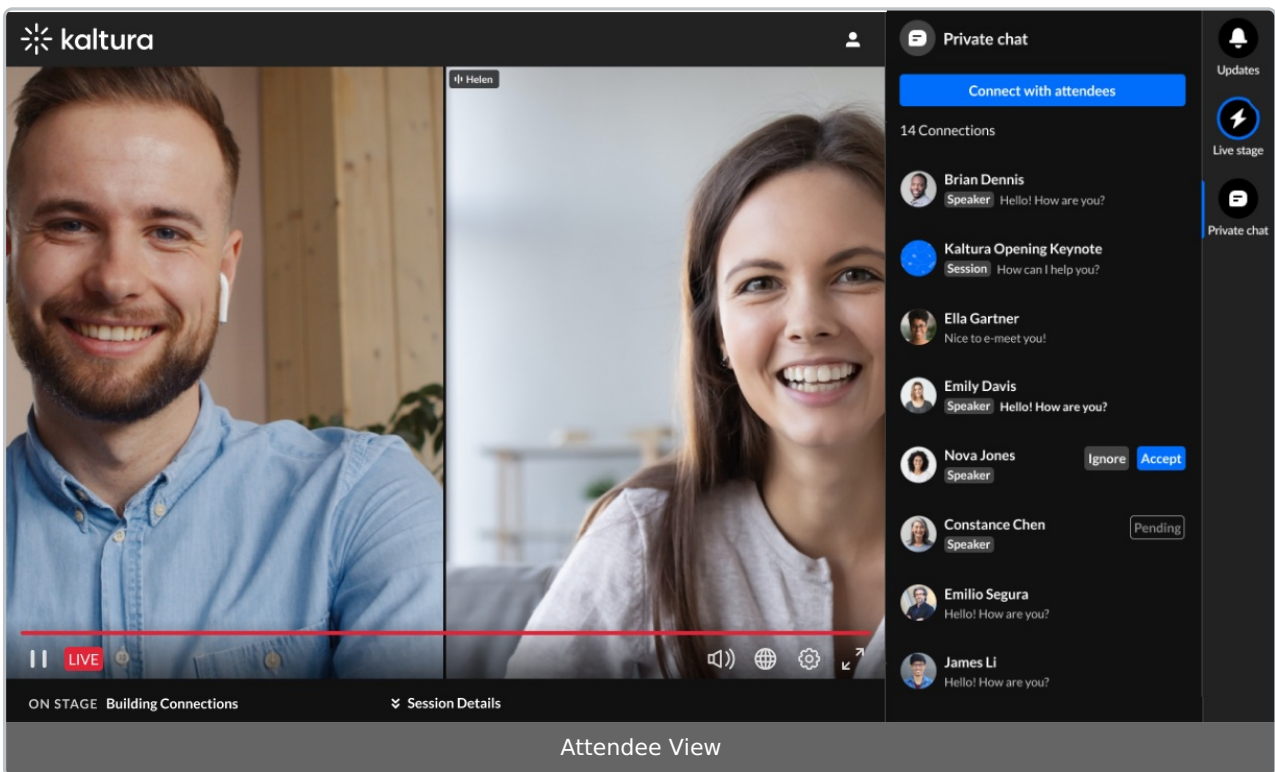 kaltura
Helen
LIVE
ON STAGE Building Connections
Session Details
Private chat
Connect with attendees
14 Connections
Brian Dennis
Speaker Hello! How are you?
Kaltura Opening Keynote
Session How can I help you?
Ella Gartner
Nice to e-meet you!
Emily Davis
Speaker Hello! How are you?
Nova Jones
Speaker
Ignore Accept
Constance Chen
Speaker
Pending
Emilio Segura
Hello! How are you?
James Li
Hello! How are you?
Updates
Live stage
Private chat
Attendee View